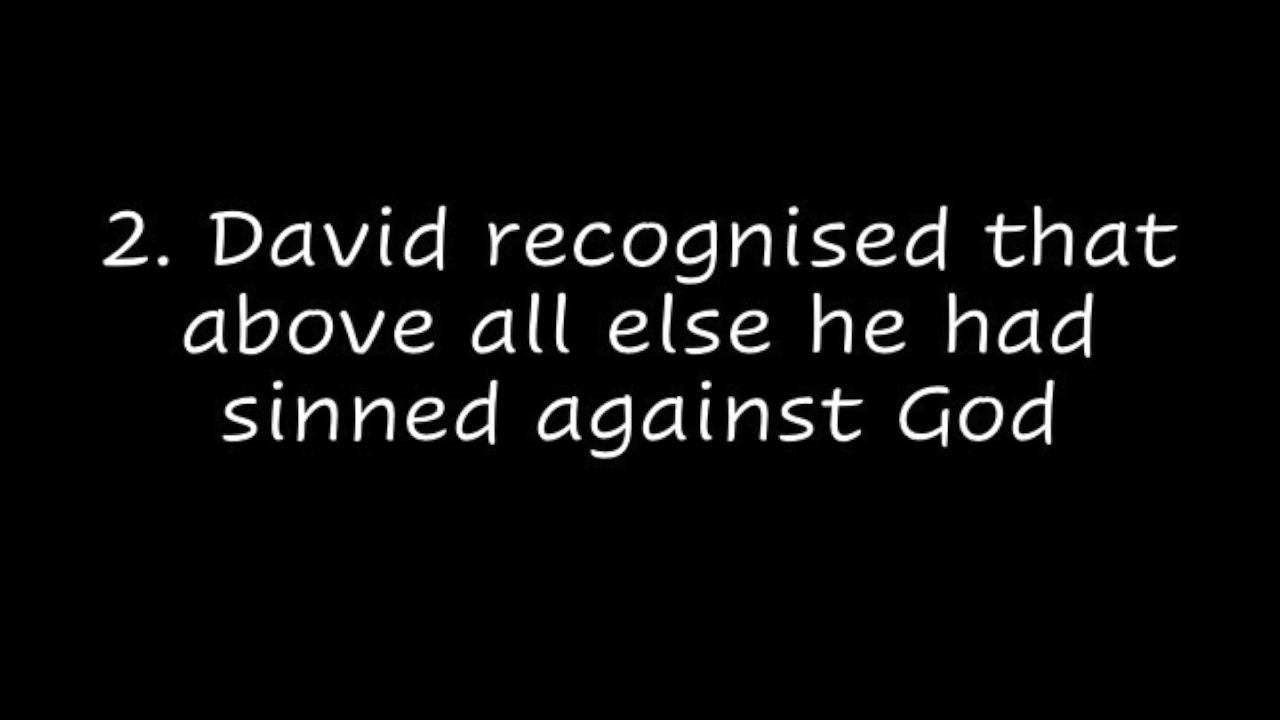 2. David recognised that
above all else he had
sinned against God